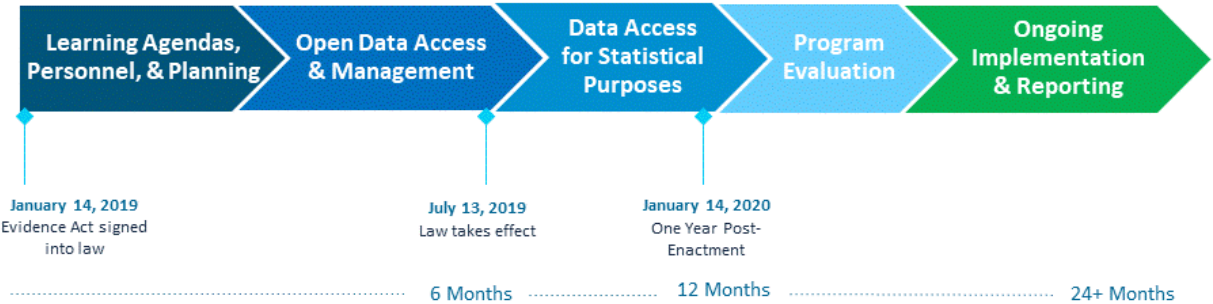 Learning Agendas,
Personnel, & Planning
Open Data Access
& Management
Data Access
for Statistical
Purposes
Program
Evaluation
Ongoing
Implementation
& Reporting
January 14, 2019
Evidence Act signed
into law
July 13, 2019
Law takes effect
January 14, 2020
One Year Post-
Enactment
6 Months
12 Months
24+ Months